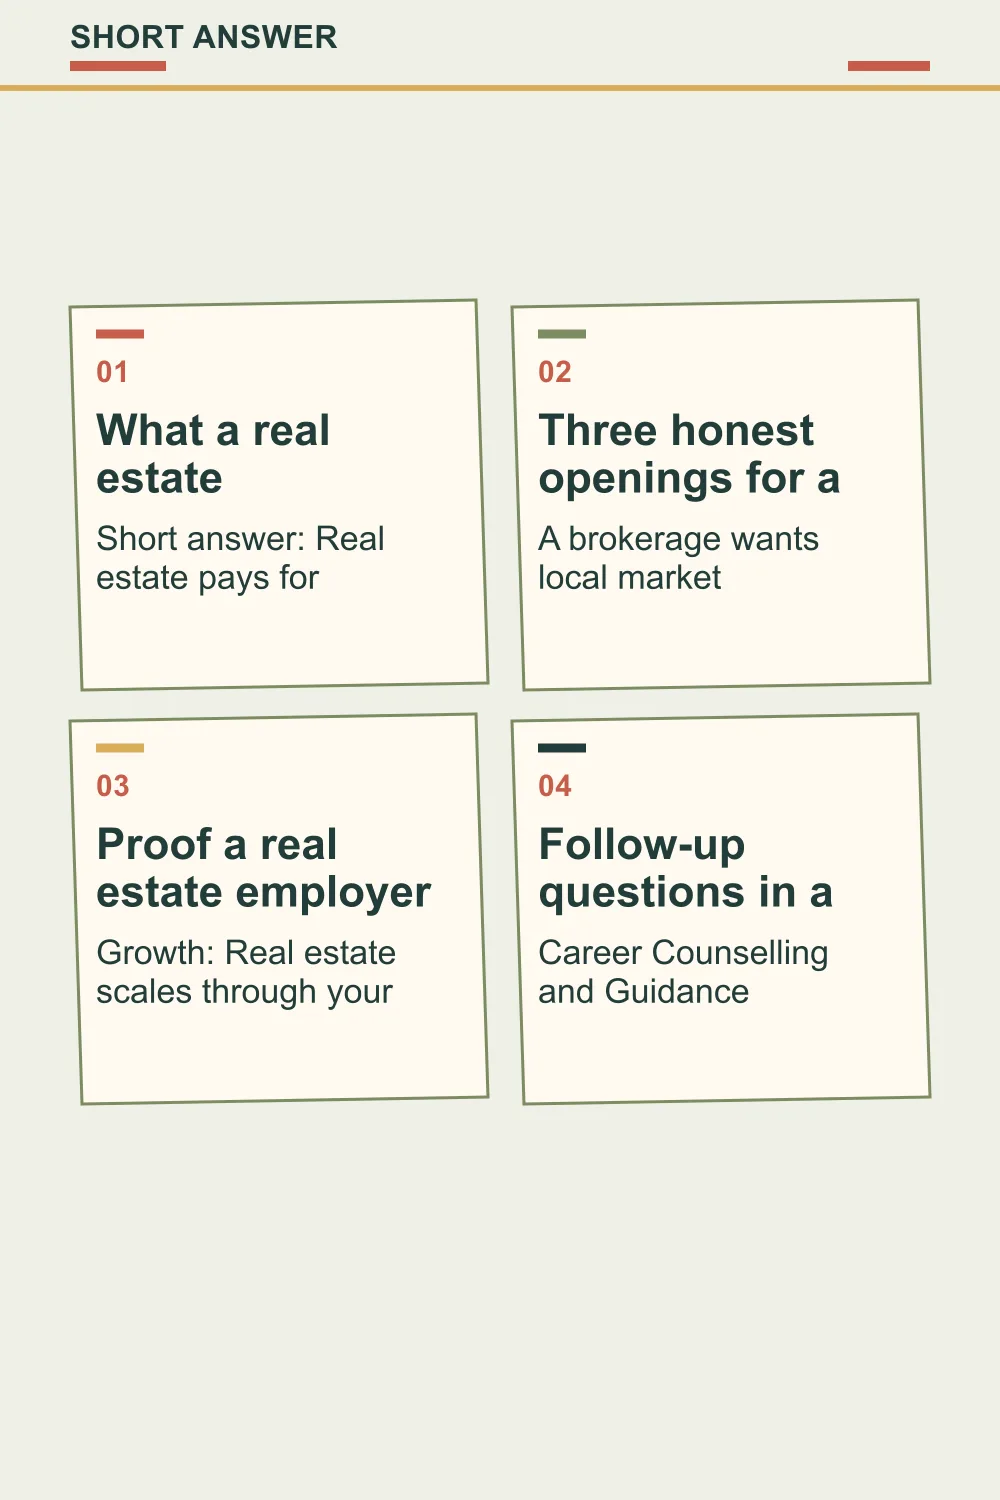 SHORT ANSWER
01
What a real
estate
Short answer: Real
estate pays for
02
Three honest
openings for a
A brokerage wants
local market
03
Proof a real
estate employer
Growth: Real estate
scales through your
04
Follow-up
questions in a
Career Counselling
and Guidance